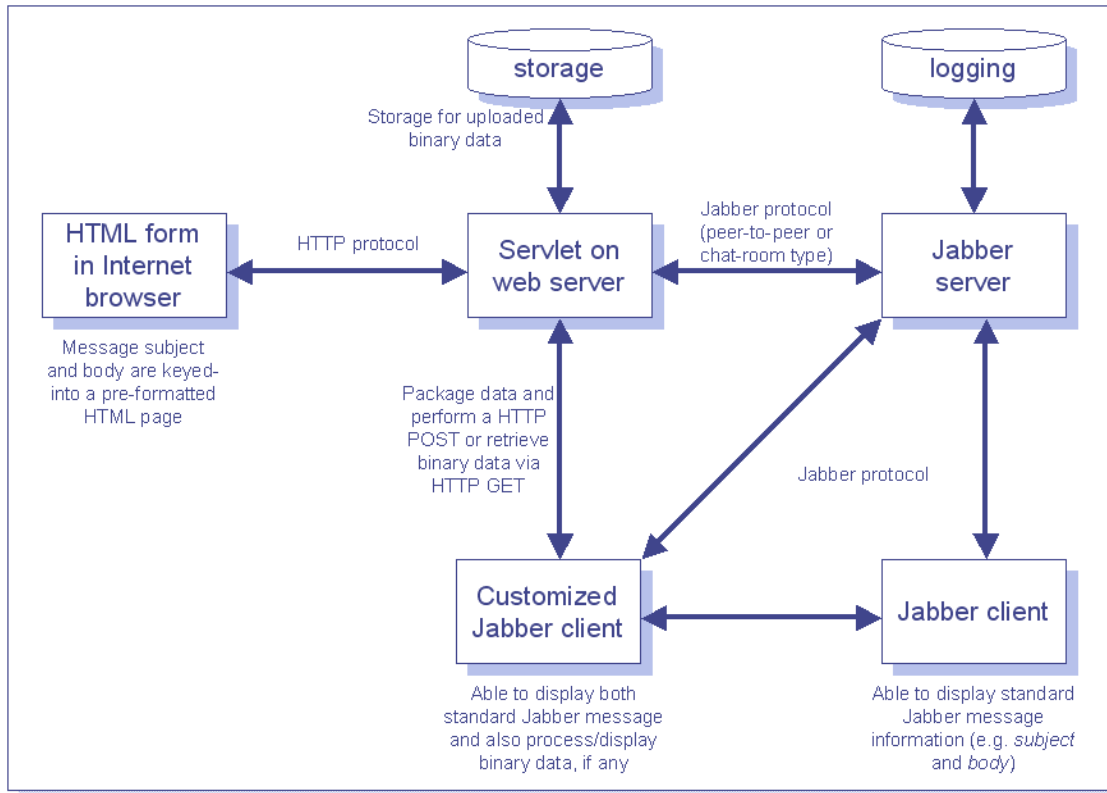 storage
logging
Storage for uploaded
binary data
HTML form
in Internet
browser
HTTP protocol
Servlet on
web server
Jabber protocol
(peer-to-peer or
chat-room type)
Jabber
server
Message subject
and body are keyed-
into a pre-formatted
HTML page
Package data and
perform a HTTP
POST or retrieve
binary data via
HTTP GET
Jabber protocol
Customized
Jabber client
Jabber client
Able to display both
standard Jabber message
and also process/display
binary data, if any
Able to display standard
Jabber message
information (e.g. subject
and body)